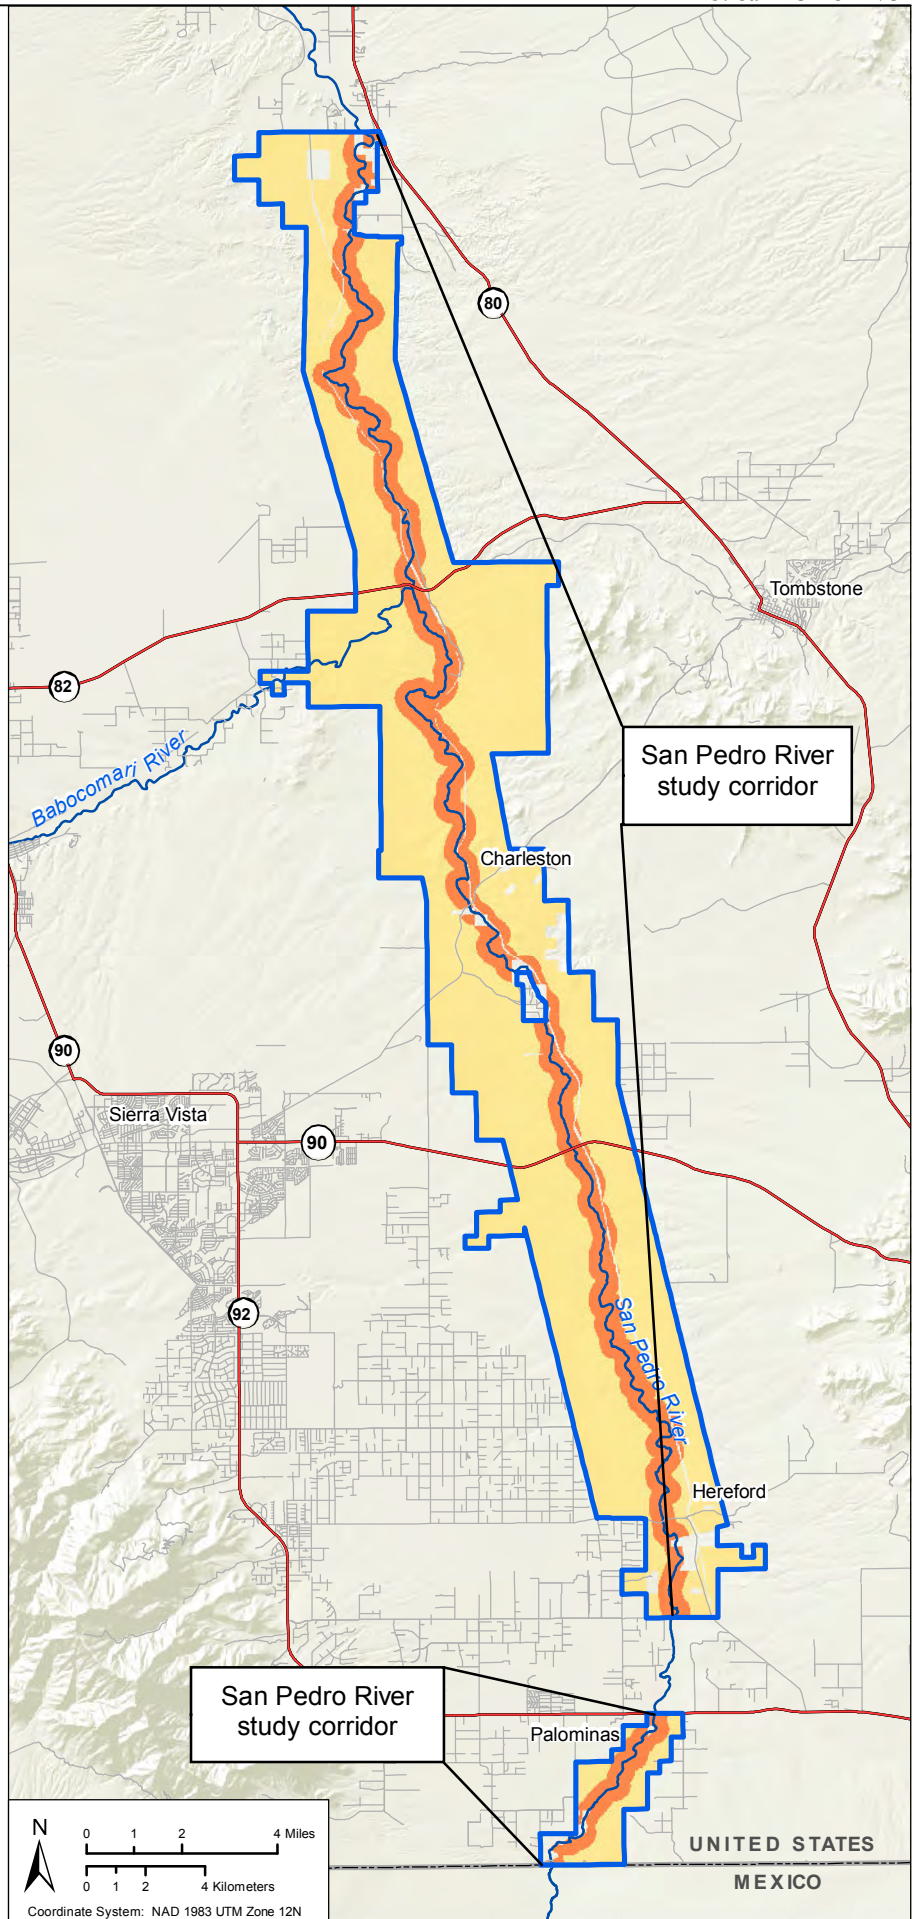 80
Tombstone
82
San Pedro River
study corridor
Babocomari River
Charleston
90
Sierra Vista
90
92
San Pedro River
Hereford
San Pedro River
study corridor
Palominas
N
0 1 2 4 Miles
0 1 2 4 Kilometers
Coordinate System: NAD 1983 UTM Zone 12N
UNITED STATES
MEXICO